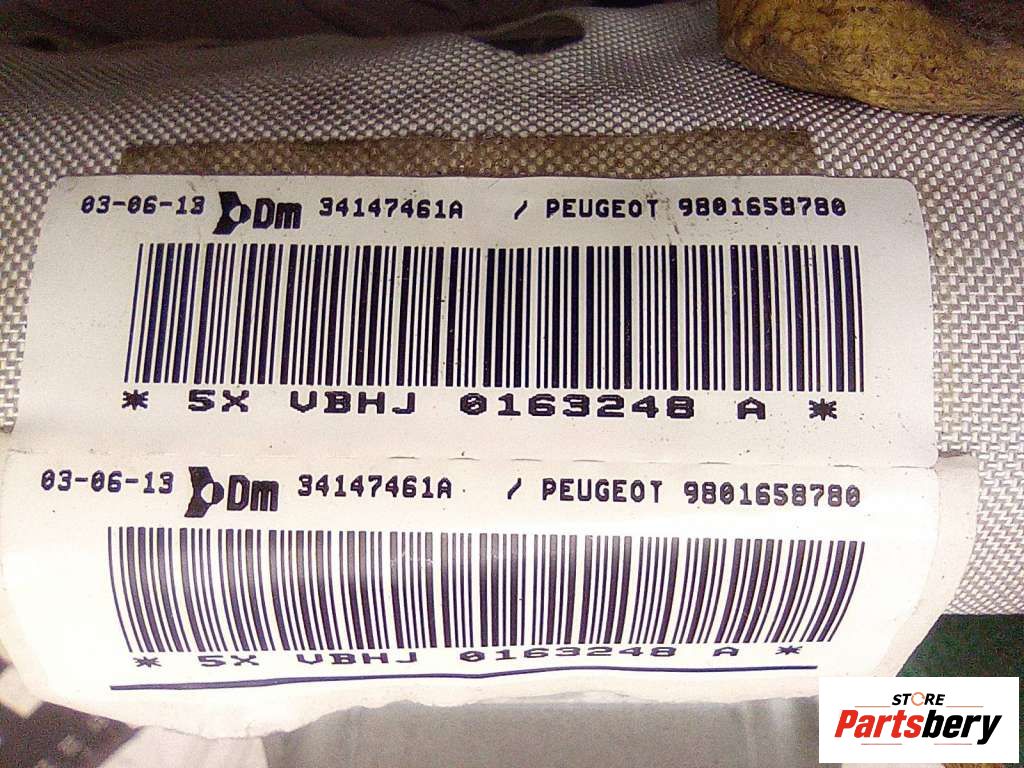 03-06-13 Dm 34147461A / PEUGEOT 9801658780
* 5X VBHJ 0163248 A *
03-06-13 Dm 34147461A / PEUGEOT 9801658780
* 5X VBHJ 0163248 A *
STORE
Partsbery